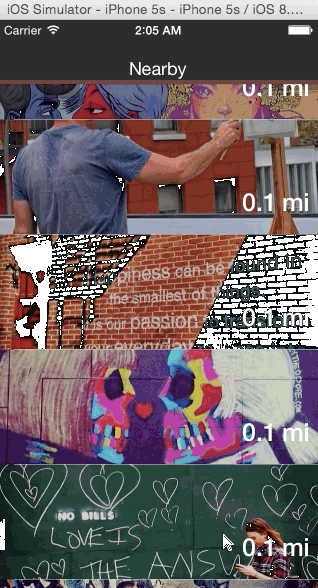 iOS Simulator - iPhone 5s - iPhone 5s / iOS 8....
Carrier 2:05 AM
Nearby
0.1 mi
0.1 mi
piness can be found in
the smallest of things
is our passion
everyday
0.1 mi
0.1 mi
NO BILLS
LOVE IS
THE ANSW
0.1 mi